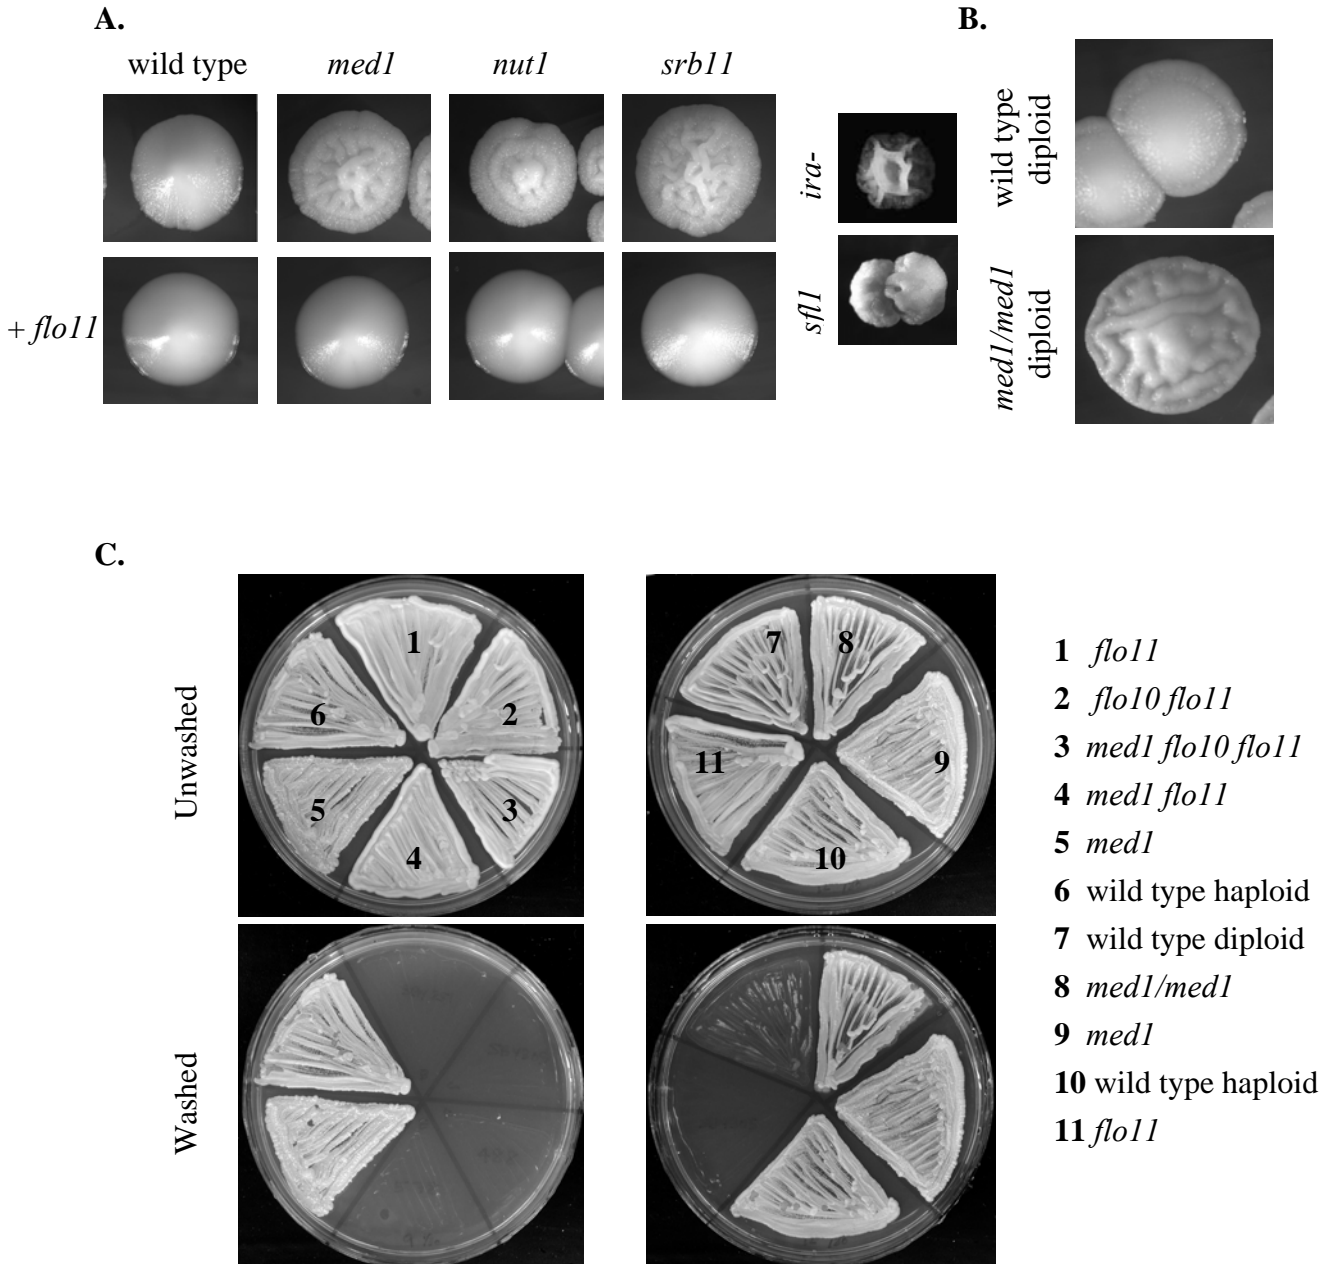 A.
B.
wild type
med1
nut1
srb11
+ flo11
ira-
sfl1
wild type
diploid
med1/med1
diploid
C.
Unwashed
Washed
1
2
3
4
5
6
7
8
9
10
11
1 flo11
2 flo10 flo11
3 med1 flo10 flo11
4 med1 flo11
5 med1
6 wild type haploid
7 wild type diploid
8 med1/med1
9 med1
10 wild type haploid
11 flo11